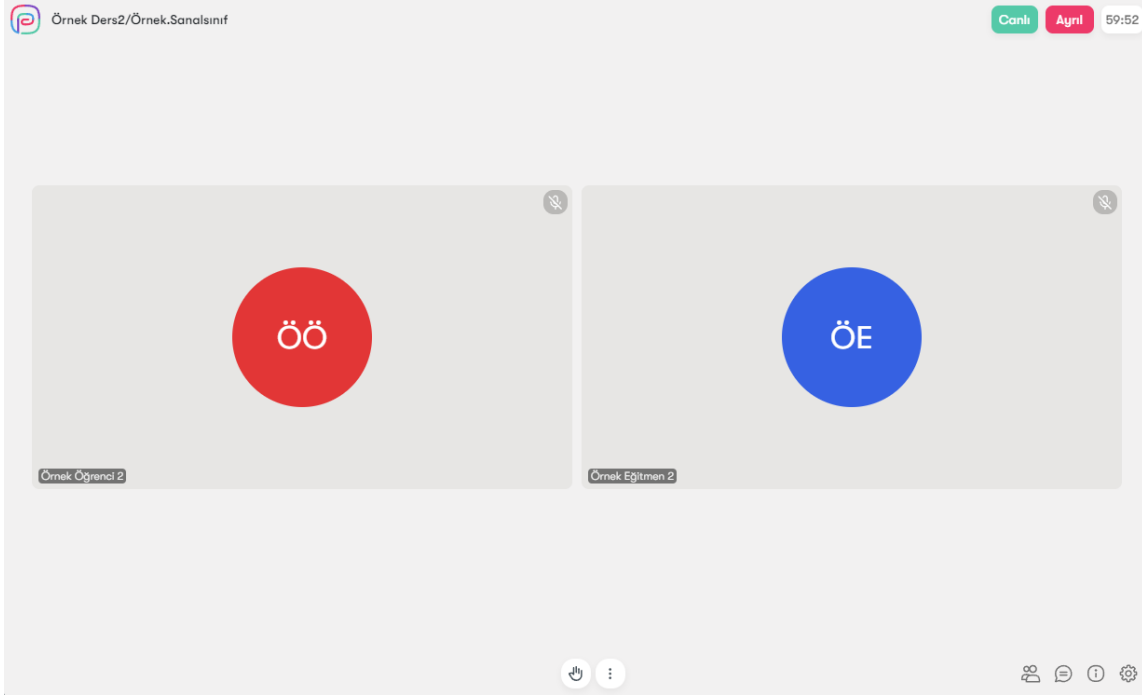 Örnek Ders2/Örnek.Sanalsınıf
Canlı
Ayrıl
59:52
ÖÖ
ÖE
Örnek Öğrenci 2
Örnek Eğitmen 2